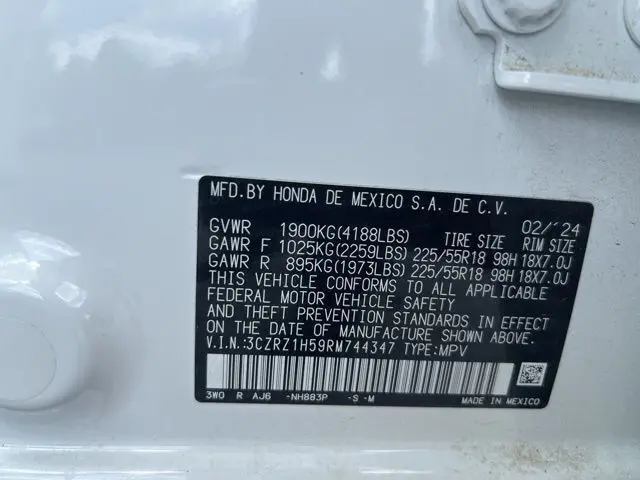 MFD.BY HONDA DE MEXICO S.A. DE C.V.
02/'24
GVWR 1900KG(4188LBS) TIRE SIZE RIM SIZE
GAWR F 1025KG(2259LBS) 225/55R18 98H 18X7.0J
GAWR R 895KG(1973LBS) 225/55R18 98H 18X7.0J
THIS VEHICLE CONFORMS TO ALL APPLICABLE
FEDERAL MOTOR VEHICLE SAFETY
AND THEFT PREVENTION STANDARDS IN EFFECT
ON THE DATE OF MANUFACTURE SHOWN ABOVE.
V.I.N.:3CZRZ1H59RM744347 TYPE:MPV
3W0 R AJ6 -NH883P -S -M MADE IN MEXICO